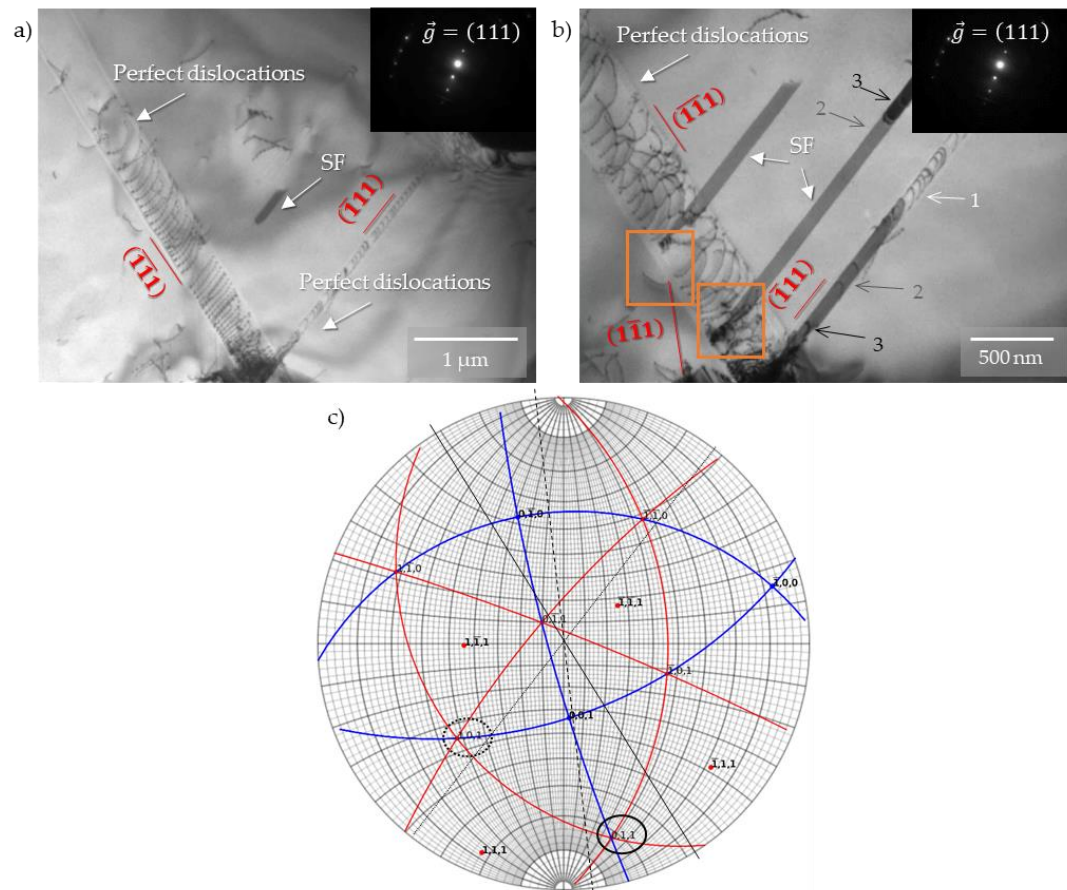 a)
g⃗ = (111)
Perfect dislocations
SF
(1̄11)
(1̄1̄1)
Perfect dislocations
1 µm
b)
g⃗ = (111)
Perfect dislocations
3
(1̄1̄1)
2
SF
1
(1̄11)
2
(11̄1)
3
500 nm
c)
0,1̄,0
1̄,1̄,0
1,1̄,0
1̄,0,0
1̄,1̄,1
0,1̄,1
1,1̄,1
1̄,0,1
0,0,1
1,0,1
1̄,1,1
0,1,1
1,1,1